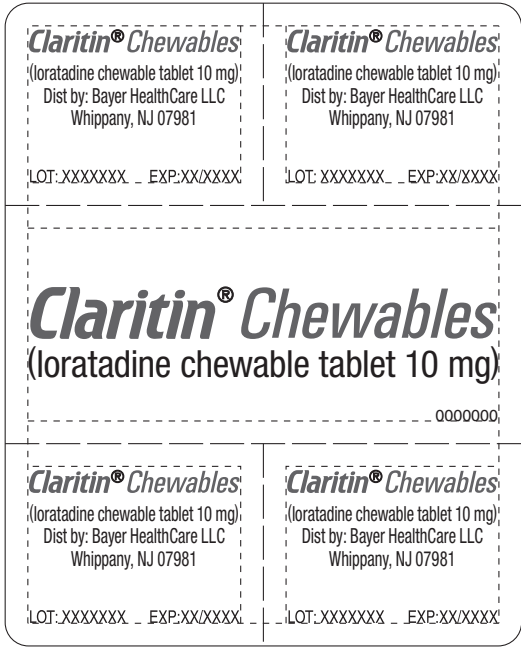 Claritin® Chewables
(loratadine chewable tablet 10 mg)
Dist by: Bayer HealthCare LLC
Whippany, NJ 07981
LOT: XXXXXXX EXP:XX/XXXX
Claritin® Chewables
(loratadine chewable tablet 10 mg)
Dist by: Bayer HealthCare LLC
Whippany, NJ 07981
LOT: XXXXXXX EXP:XX/XXXX
Claritin® Chewables
(loratadine chewable tablet 10 mg)
0000000
Claritin® Chewables
(loratadine chewable tablet 10 mg)
Dist by: Bayer HealthCare LLC
Whippany, NJ 07981
LOT: XXXXXXX EXP:XX/XXXX
Claritin® Chewables
(loratadine chewable tablet 10 mg)
Dist by: Bayer HealthCare LLC
Whippany, NJ 07981
LOT: XXXXXXX EXP:XX/XXXX